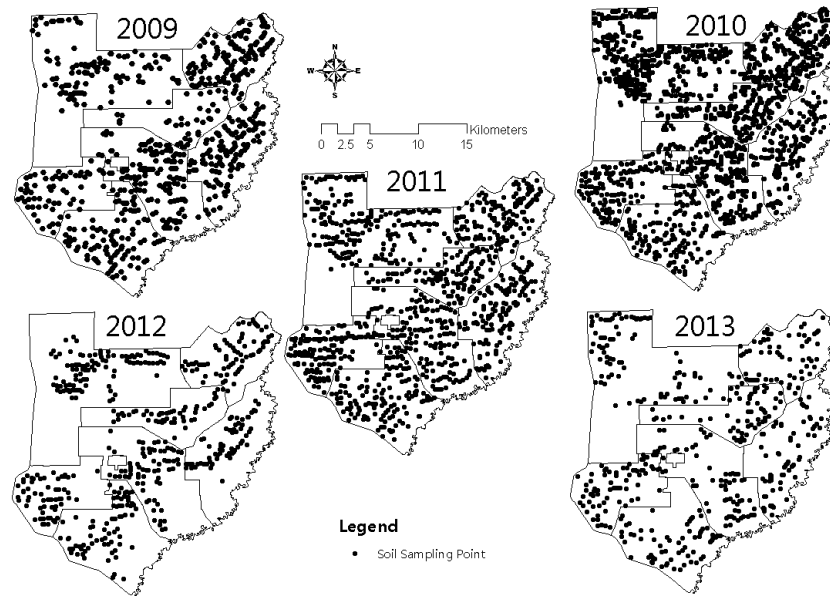 2009
2010
N
W E
S
Kilometers
0 2.5 5 10 15
2011
2012
2013
Legend
Soil Sampling Point